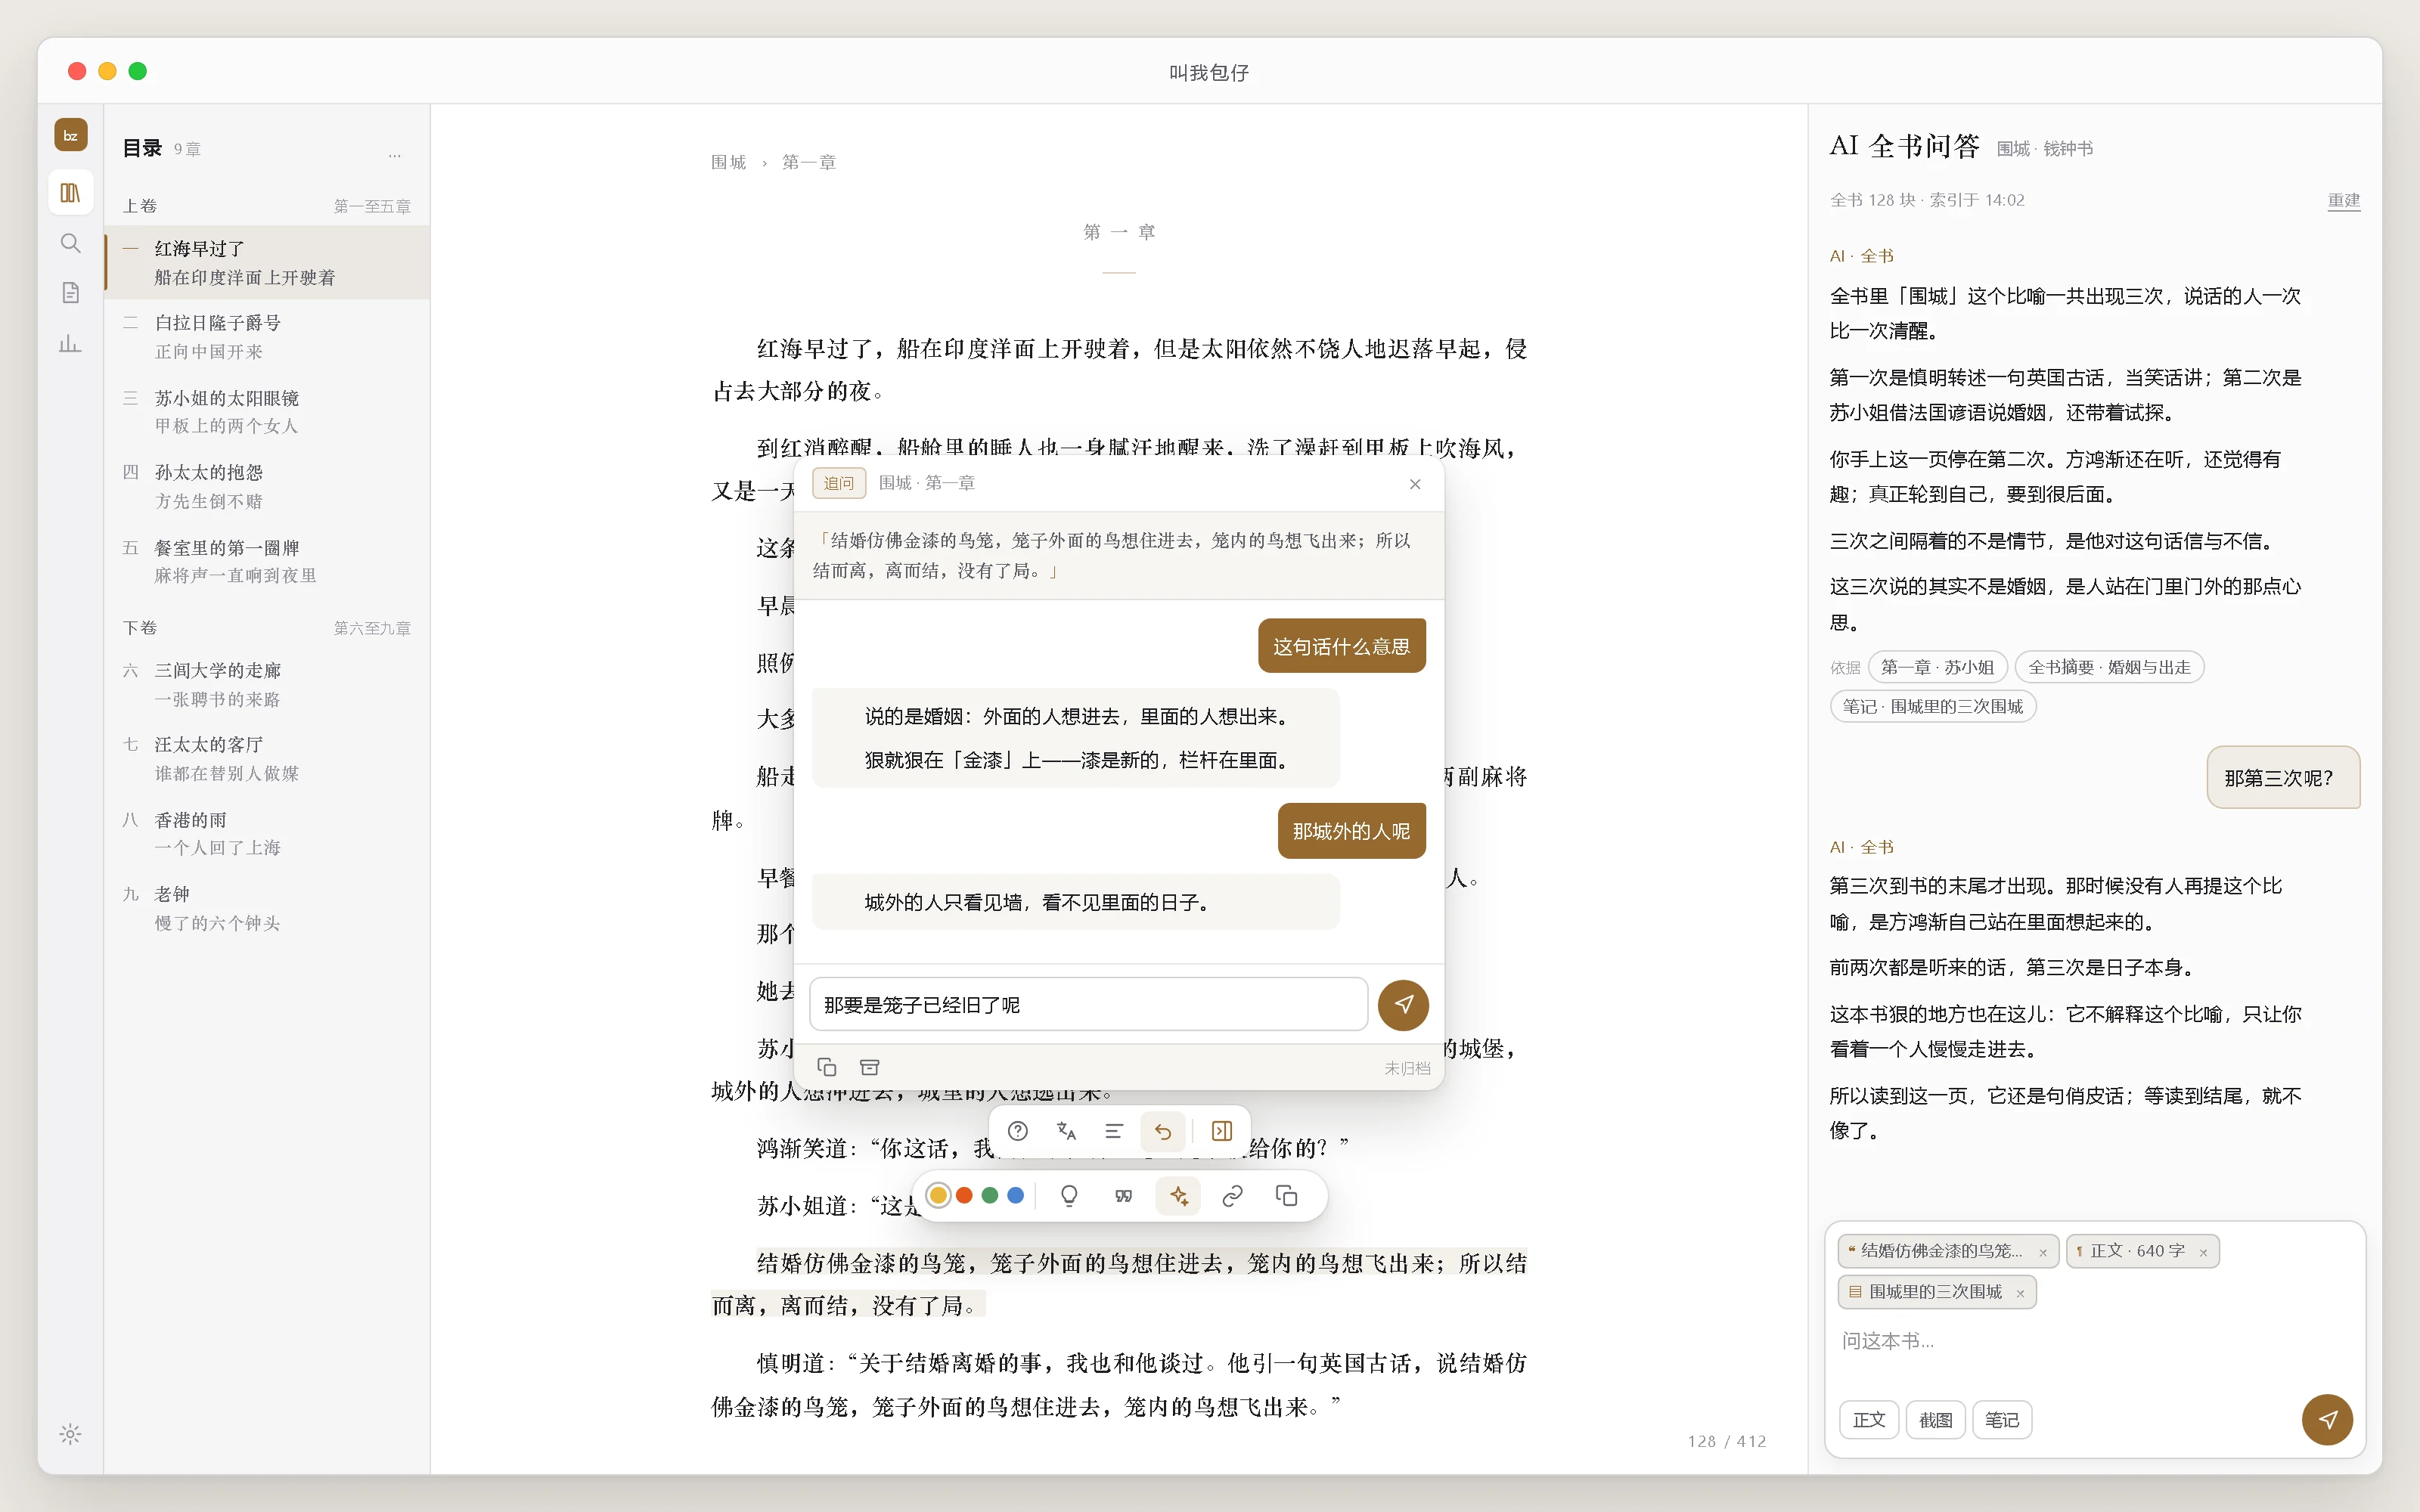 叫我包仔
bz
目录 9章
...
上卷 第一至五章
一 红海早过了
船在印度洋面上开驶着
二 白拉日隆子爵号
正向中国开来
三 苏小姐的太阳眼镜
甲板上的两个女人
四 孙太太的抱怨
方先生倒不赌
五 餐室里的第一圈牌
麻将声一直响到夜里
下卷 第六至九章
六 三闾大学的走廊
一张聘书的来路
七 汪太太的客厅
谁都在替别人做媒
八 香港的雨
一个人回了上海
九 老钟
慢了的六个钟头
围城 › 第一章
第一章
红海早过了，船在印度洋面上开驶着，但是太阳依然不饶人地迟落早起，侵
占去大部分的夜。
到红消醉醒，船舱里的睡人也一身腻汗地醒来，洗了澡赶到甲板上吹海风，
又是一天
这条
早晨
照例
大多
船走 两副麻将
牌。
早餐 人。
那个
她去
苏小 的城堡，
城外的人想冲进去，城里的人想逃出来。
鸿渐笑道：“你这话，我 给你的？”
苏小姐道：“这是
结婚仿佛金漆的鸟笼，笼子外面的鸟想住进去，笼内的鸟想飞出来；所以结
而离，离而结，没有了局。
慎明道：“关于结婚离婚的事，我也和他谈过。他引一句英国古话，说结婚仿
佛金漆的鸟笼，笼子外面的鸟想住进去，笼内的鸟想飞出来。”
128 / 412
追问 围城 · 第一章 ×
「结婚仿佛金漆的鸟笼，笼子外面的鸟想住进去，笼内的鸟想飞出来；所以
结而离，离而结，没有了局。」
这句话什么意思
说的是婚姻：外面的人想进去，里面的人想出来。
狠就狠在「金漆」上——漆是新的，栏杆在里面。
那城外的人呢
城外的人只看见墙，看不见里面的日子。
那要是笼子已经旧了呢
未归档
AI 全书问答 围城 · 钱钟书
全书 128 块 · 索引于 14:02 重建
AI · 全书
全书里「围城」这个比喻一共出现三次，说话的人一次
比一次清醒。
第一次是慎明转述一句英国古话，当笑话讲；第二次是
苏小姐借法国谚语说婚姻，还带着试探。
你手上这一页停在第二次。方鸿渐还在听，还觉得有
趣；真正轮到自己，要到很后面。
三次之间隔着的不是情节，是他对这句话信与不信。
这三次说的其实不是婚姻，是人站在门里门外的那点心
思。
依据 第一章 · 苏小姐 全书摘要 · 婚姻与出走
笔记 · 围城里的三次围城
那第三次呢？
AI · 全书
第三次到书的末尾才出现。那时候没有人再提这个比
喻，是方鸿渐自己站在里面想起来的。
前两次都是听来的话，第三次是日子本身。
这本书狠的地方也在这儿：它不解释这个比喻，只让你
看着一个人慢慢走进去。
所以读到这一页，它还是句俏皮话；等读到结尾，就不
像了。
❝ 结婚仿佛金漆的鸟笼... × ¶ 正文 · 640 字 ×
围城里的三次围城 ×
问这本书...
正文 截图 笔记